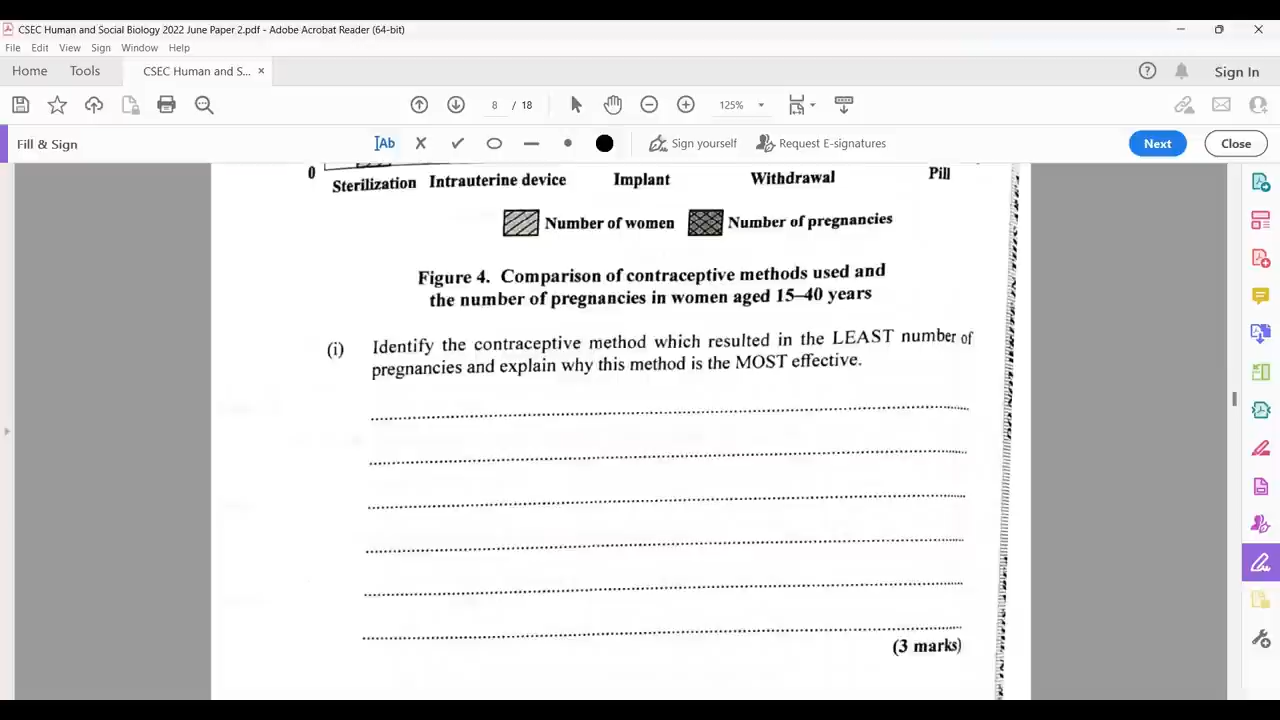 CSEC Human and Social Biology 2022 June Paper 2.pdf - Adobe Acrobat Reader (64-bit)
File Edit View Sign Window Help
Home Tools CSEC Human and S... × Sign In
8 / 18 125%
Fill & Sign Ab Sign yourself Request E-signatures Next Close
0
Sterilization Intrauterine device Implant Withdrawal Pill
Number of women Number of pregnancies
Figure 4. Comparison of contraceptive methods used and
the number of pregnancies in women aged 15–40 years
(i) Identify the contraceptive method which resulted in the LEAST number of
pregnancies and explain why this method is the MOST effective.
(3 marks)